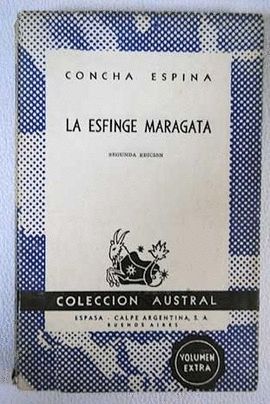 CONCHA ESPINA
LA ESFINGE MARAGATA
SEGUNDA EDICION
COLECCION AUSTRAL
ESPASA - CALPE ARGENTINA, S. A.
BUENOS AIRES
VOLUMEN
EXTRA